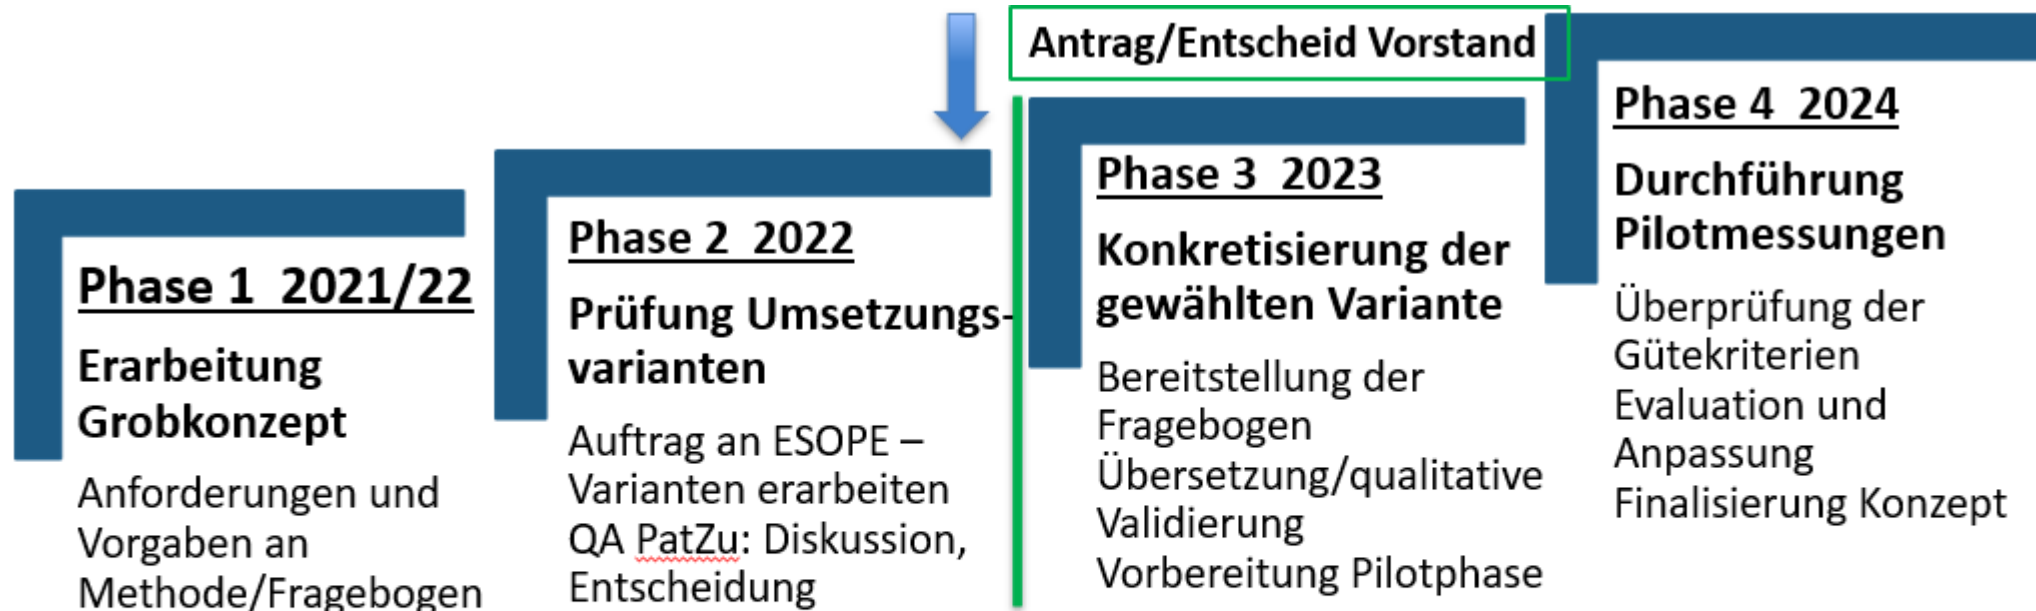 Phase 1  2021/22
Erarbeitung
Grobkonzept
Anforderungen und
Vorgaben an
Methode/Fragebogen
Phase 2  2022
Prüfung Umsetzungs-
varianten
Auftrag an ESOPE –
Varianten erarbeiten
QA PatZu: Diskussion,
Entscheidung
Antrag/Entscheid Vorstand
Phase 3  2023
Konkretisierung der
gewählten Variante
Bereitstellung der
Fragebogen
Übersetzung/qualitative
Validierung
Vorbereitung Pilotphase
Phase 4  2024
Durchführung
Pilotmessungen
Überprüfung der
Gütekriterien
Evaluation und
Anpassung
Finalisierung Konzept